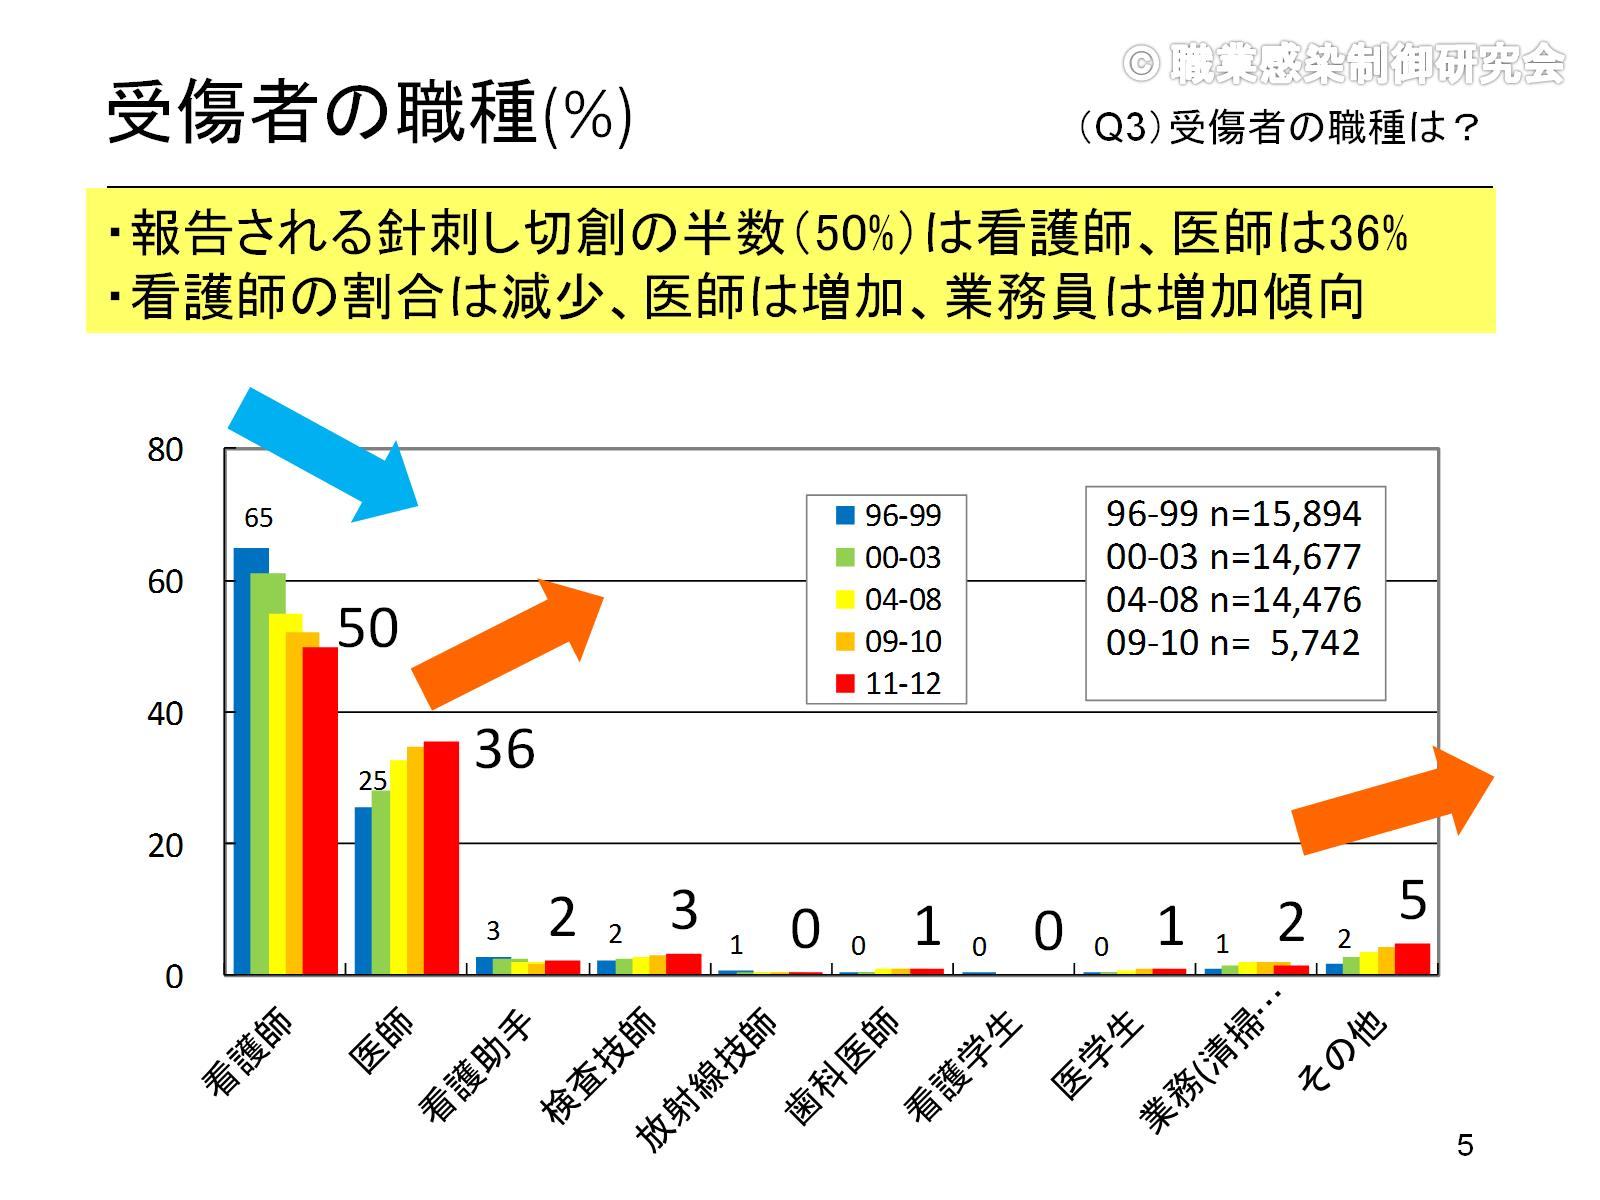 © 職業感染制御研究会
受傷者の職種(%)
（Q3）受傷者の職種は？
・報告される針刺し切創の半数（50%）は看護師、医師は36%
・看護師の割合は減少、医師は増加、業務員は増加傾向
80
60
40
20
0
65
50
25
36
3
2
2
3
1
0
0
1
0
0
0
1
1
2
2
5
96-99
00-03
04-08
09-10
11-12
96-99 n=15,894
00-03 n=14,677
04-08 n=14,476
09-10 n= 5,742
看護師
医師
看護助手
検査技師
放射線技師
歯科医師
看護学生
医学生
業務(清掃…
その他
5